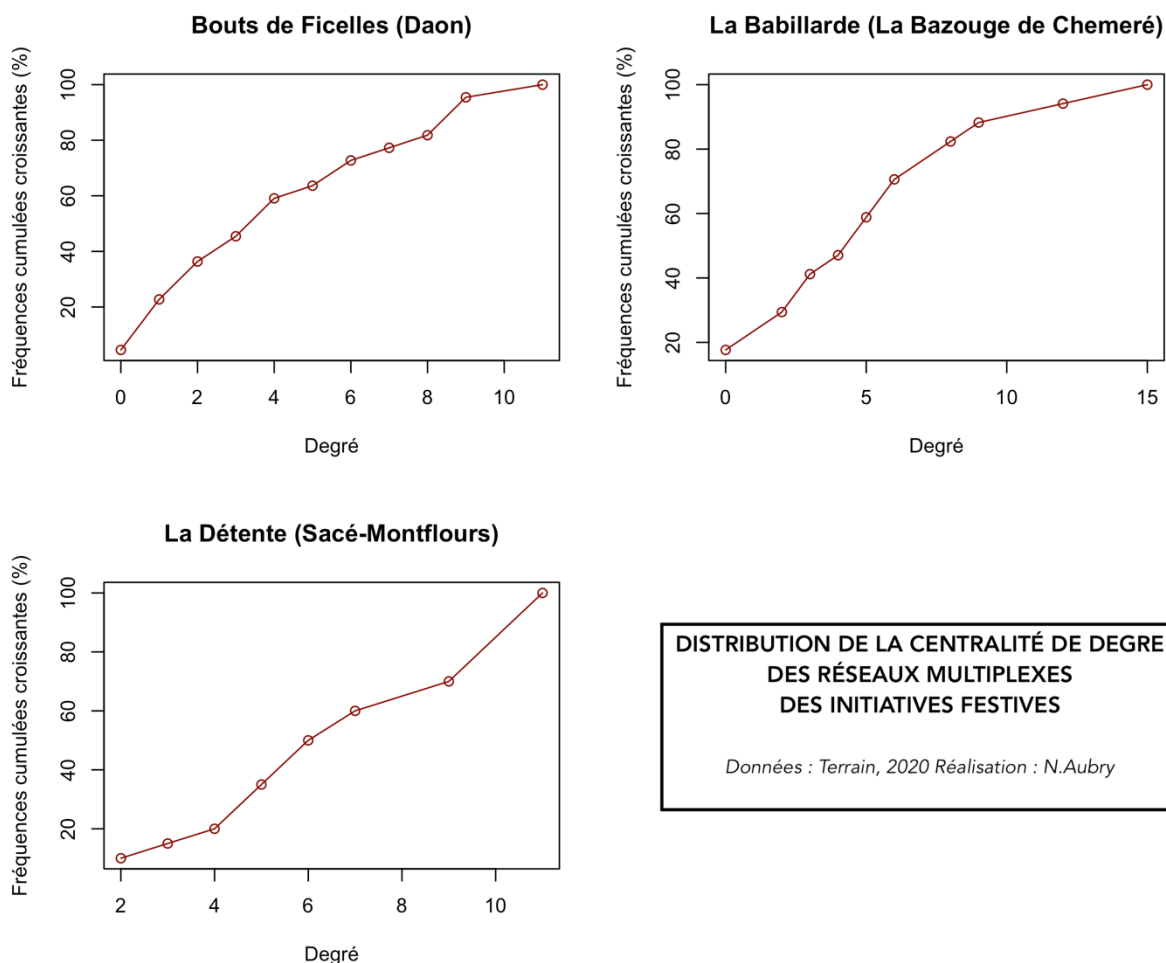 Bouts de Ficelles (Daon)
Fréquences cumulées croissantes (%)
100
80
60
40
20
0 2 4 6 8 10
Degré
La Babillarde (La Bazouge de Chemeré)
Fréquences cumulées croissantes (%)
100
80
60
40
20
0 5 10 15
Degré
La Détente (Sacé-Montflours)
Fréquences cumulées croissantes (%)
100
80
60
40
20
2 4 6 8 10
Degré
DISTRIBUTION DE LA CENTRALITÉ DE DEGRE
DES RÉSEAUX MULTIPLEXES
DES INITIATIVES FESTIVES
Données : Terrain, 2020 Réalisation : N.Aubry